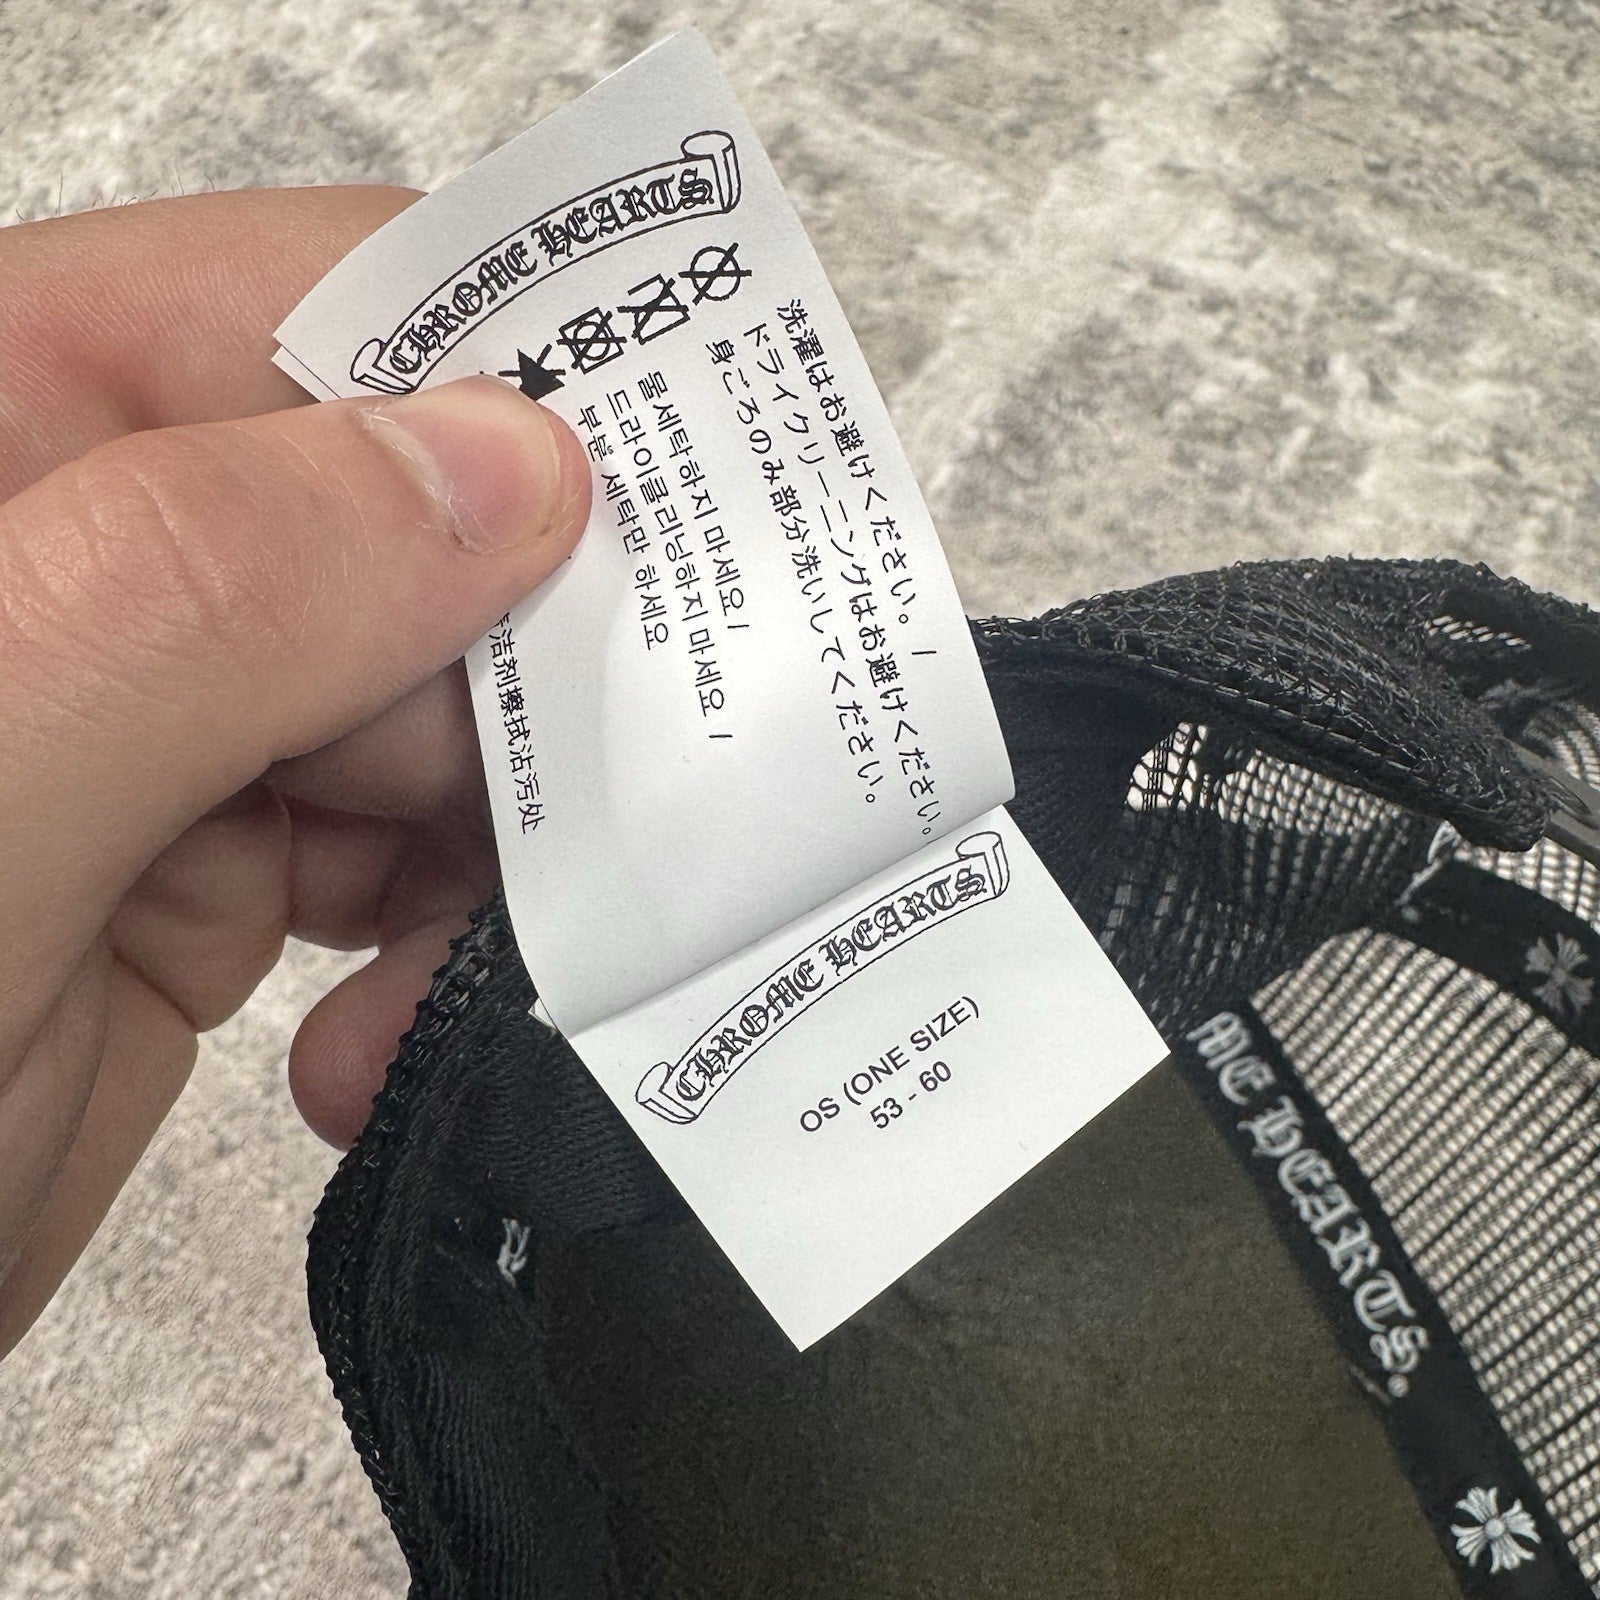 CHROME HEARTS
洗濯はお避けください。 /
ドライクリーニングはお避けください。
身ごろのみ部分洗いしてください。
물세탁하지 마세요 /
드라이클리닝하지 마세요 /
부분 세탁만 하세요
洁剂擦拭沾污处
CHROME HEARTS
OS (ONE SIZE)
53 - 60
ME HEARTS.